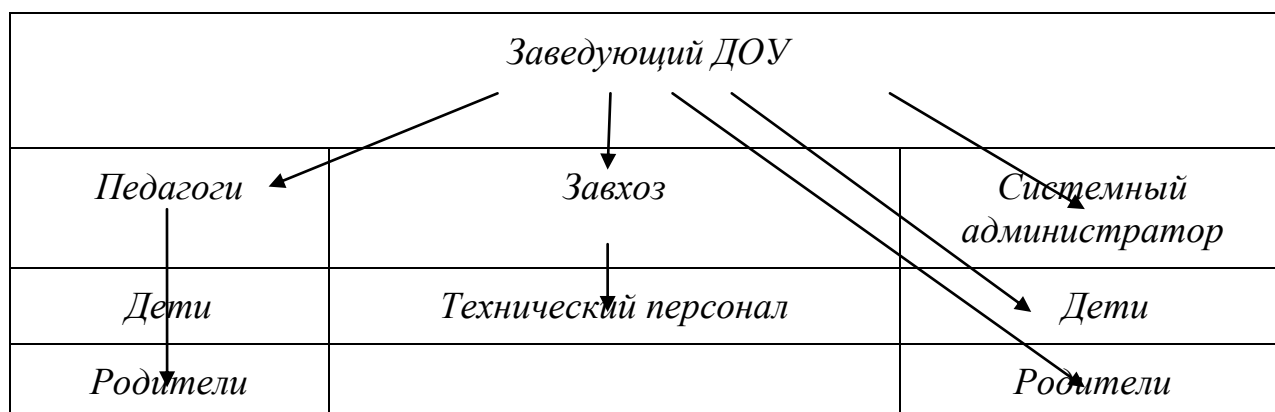 Заведующий ДОУ
Педагоги
Завхоз
Системный
администратор
Дети
Технический персонал
Дети
Родители
Родители